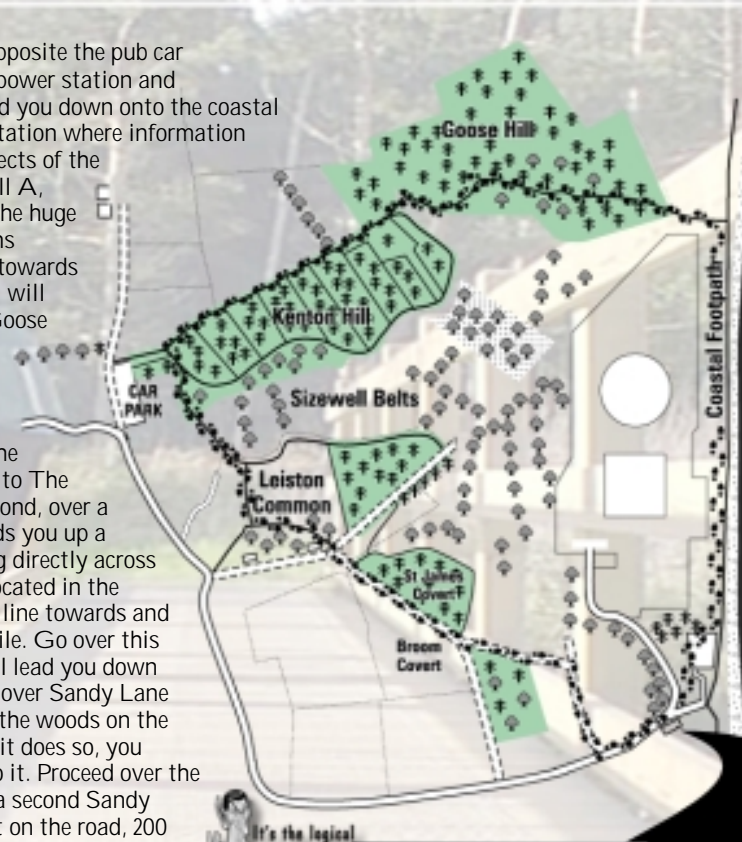 pposite the pub car
power station and
d you down onto the coastal
tation where information
ects of the
ll A,
he huge
ns
towards
will
Goose
he
to The
ond, over a
ds you up a
g directly across
ocated in the
line towards and
ile. Go over this
l lead you down
over Sandy Lane
the woods on the
it does so, you
o it. Proceed over the
a second Sandy
t on the road, 200
Goose Hill
Kenton Hill
CAR
PARK
Sizewell Belts
Leiston
Common
St James
Covert
Broom
Covert
Coastal Footpath
It's the logical